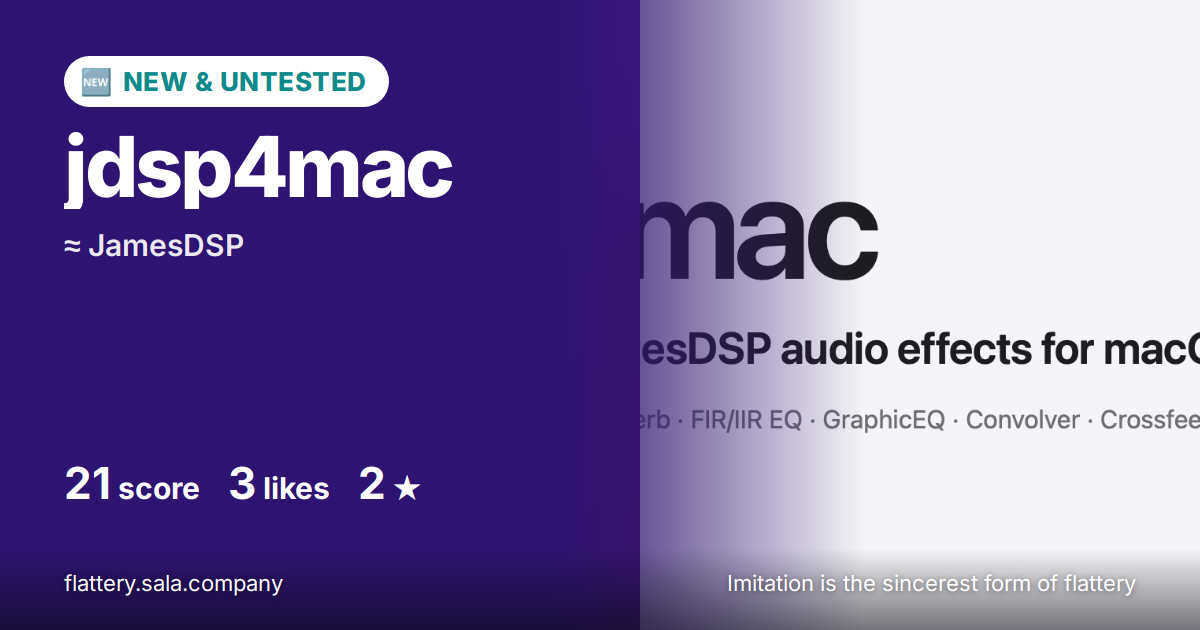 NEW NEW & UNTESTED
jdsp4mac
≈ JamesDSP
mac
esDSP audio effects for mac
erb · FIR/IIR EQ · GraphicEQ · Convolver · Crossfee
21 score 3 likes 2 ★
flattery.sala.company
Imitation is the sincerest form of flattery